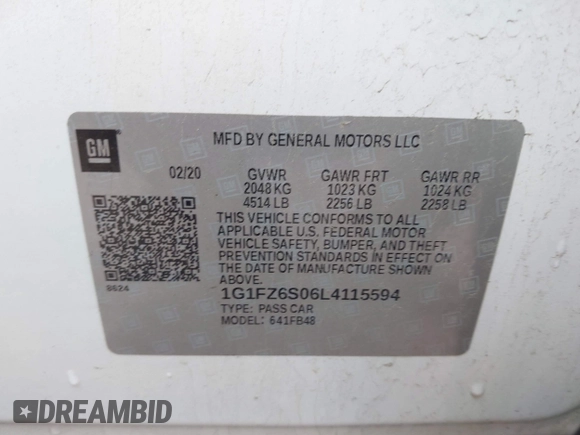 GM
MFD BY GENERAL MOTORS LLC
02/20 GVWR GAWR FRT GAWR RR
2048 KG 1023 KG 1024 KG
4514 LB 2256 LB 2258 LB
THIS VEHICLE CONFORMS TO ALL
APPLICABLE U.S. FEDERAL MOTOR
VEHICLE SAFETY, BUMPER, AND THEFT
PREVENTION STANDARDS IN EFFECT ON
THE DATE OF MANUFACTURE SHOWN ABOVE.
8624
1G1FZ6S06L4115594
TYPE: PASS CAR
MODEL: 641FB48
DREAMBID